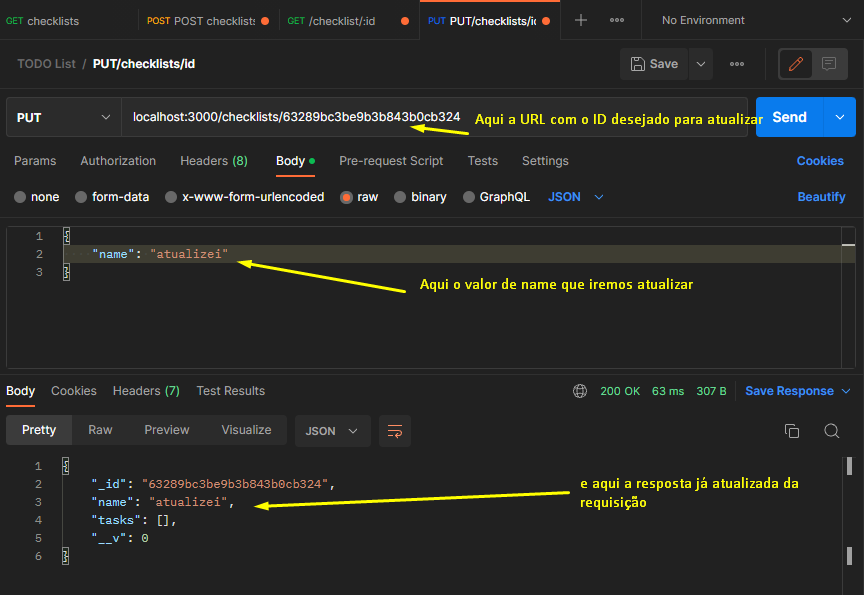 GET checklists POST POST checklists GET /checklist/:id PUT PUT/checklists/id No Environment
TODO List / PUT/checklists/id Save
PUT localhost:3000/checklists/63289bc3be9b3b843b0cb324 Aqui a URL com o ID desejado para atualizar Send
Params Authorization Headers (8) Body Pre-request Script Tests Settings Cookies
none form-data x-www-form-urlencoded raw binary GraphQL JSON Beautify
1 {
2 "name": "atualizei"
3 }
Aqui o valor de name que iremos atualizar
Body Cookies Headers (7) Test Results 200 OK 63 ms 307 B Save Response
Pretty Raw Preview Visualize JSON
1 {
2 "_id": "63289bc3be9b3b843b0cb324",
3 "name": "atualizei",
4 "tasks": [],
5 "__v": 0
6 }
e aqui a resposta já atualizada da
requisição